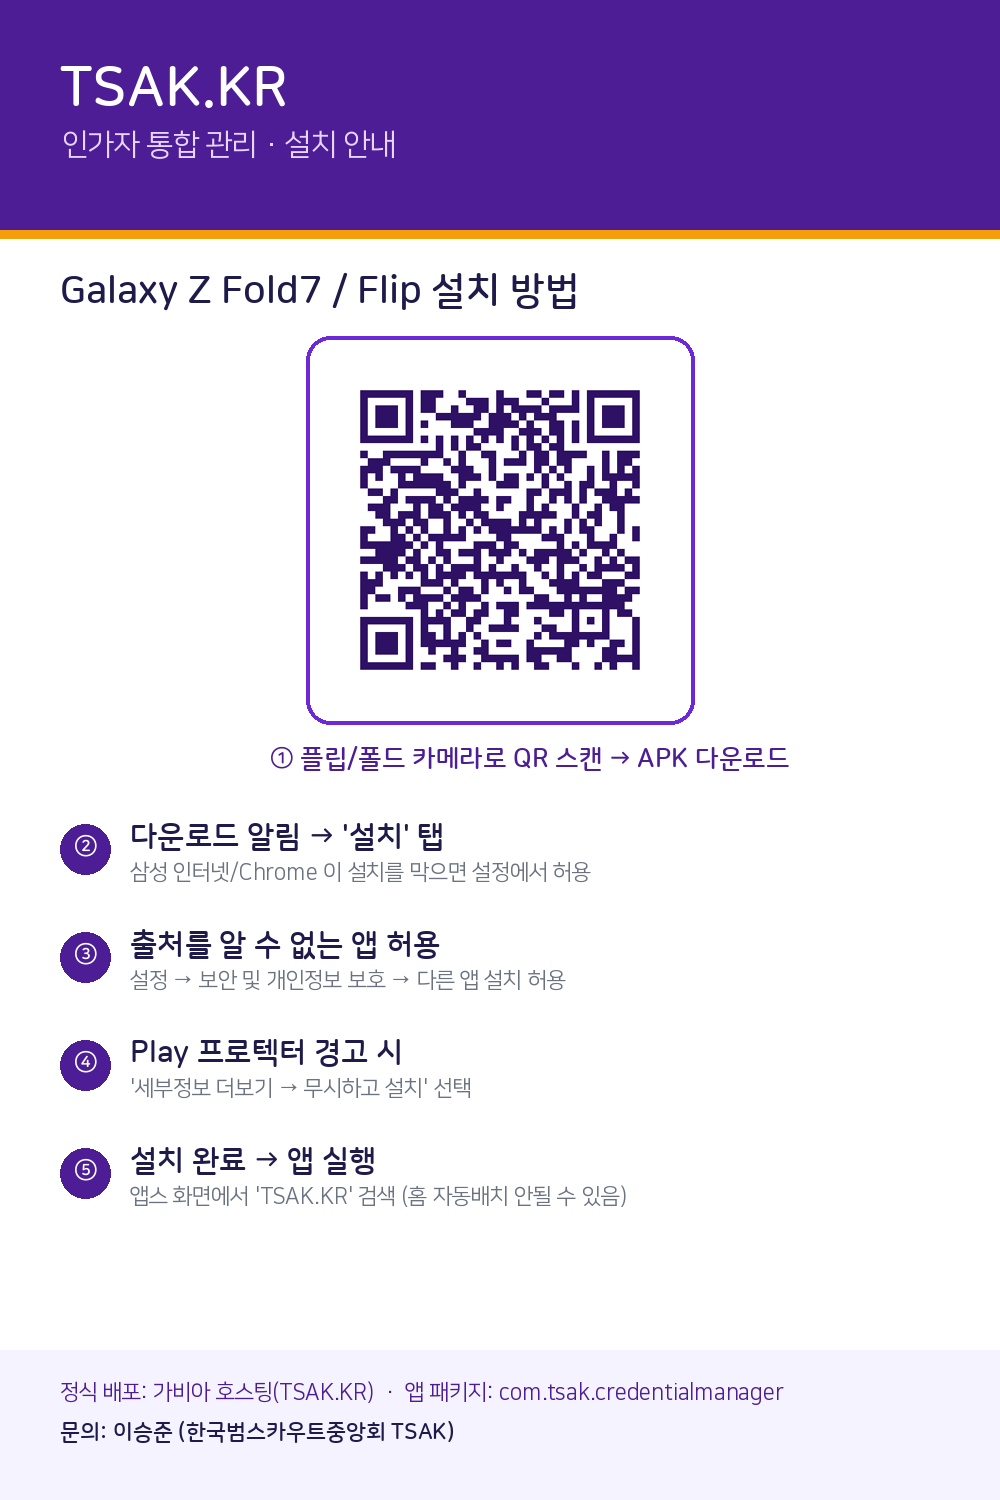 TSAK.KR
인가자 통합 관리 · 설치 안내
Galaxy Z Fold7 / Flip 설치 방법
① 플립/폴드 카메라로 QR 스캔 → APK 다운로드
② 다운로드 알림 → '설치' 탭
삼성 인터넷/Chrome 이 설치를 막으면 설정에서 허용
③ 출처를 알 수 없는 앱 허용
설정 → 보안 및 개인정보 보호 → 다른 앱 설치 허용
④ Play 프로텍터 경고 시
'세부정보 더보기 → 무시하고 설치' 선택
⑤ 설치 완료 → 앱 실행
앱스 화면에서 'TSAK.KR' 검색 (홈 자동배치 안될 수 있음)
정식 배포: 가비아 호스팅(TSAK.KR) · 앱 패키지: com.tsak.credentialmanager
문의: 이승준 (한국범스카우트중앙회 TSAK)